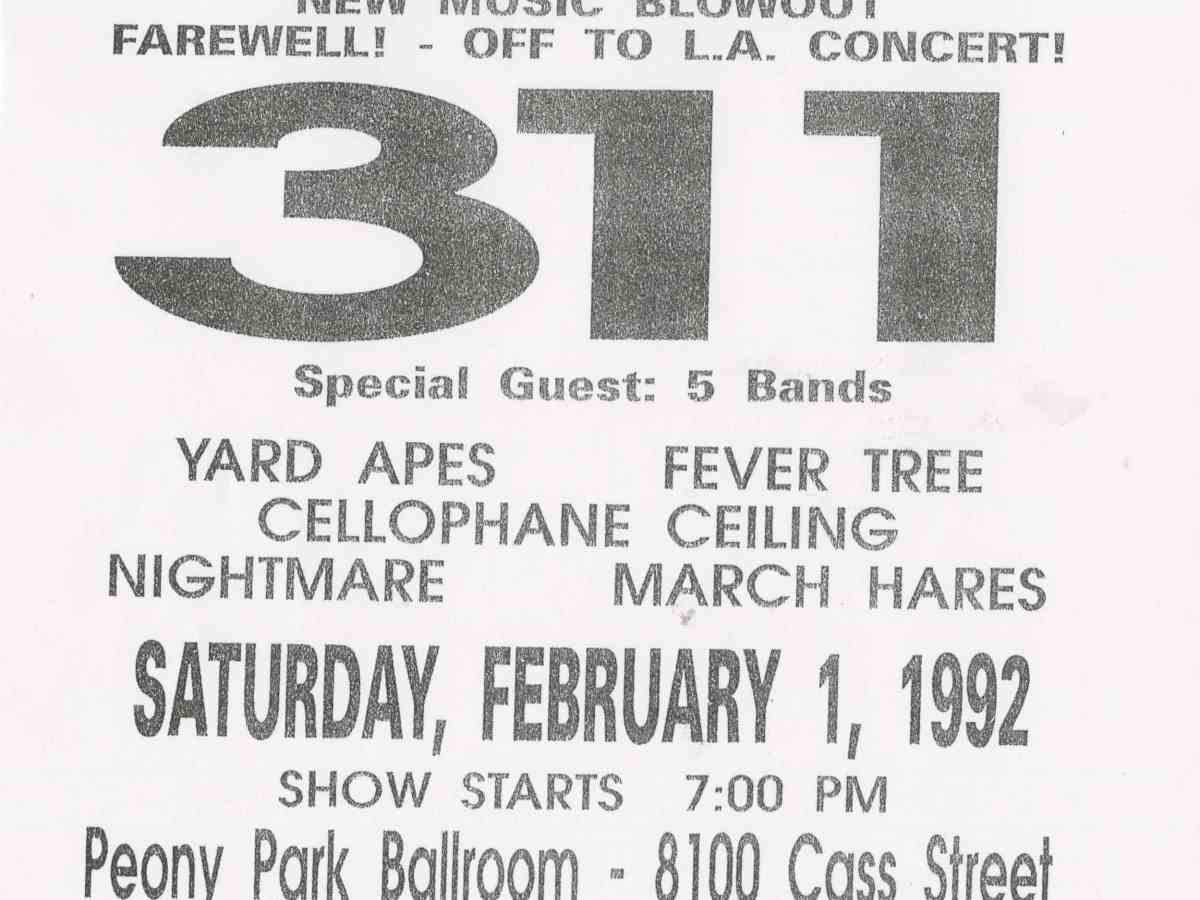 NEW MUSIC BLOWOUT
FAREWELL! - OFF TO L.A. CONCERT!
311
Special Guest: 5 Bands
YARD APES FEVER TREE
CELLOPHANE CEILING
NIGHTMARE MARCH HARES
SATURDAY, FEBRUARY 1, 1992
SHOW STARTS 7:00 PM
Peony Park Ballroom - 8100 Cass Street